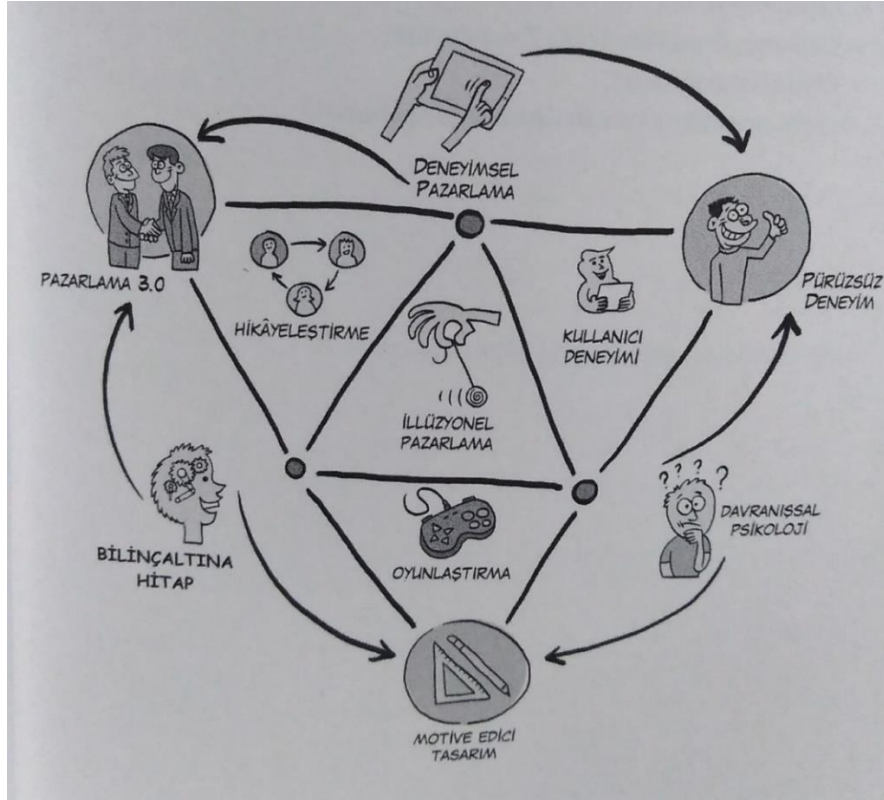 DENEYİMSEL
PAZARLAMA
PAZARLAMA 3.0
PÜRÜZSÜZ
DENEYİM
HİKÂYELEŞTİRME
KULLANICI
DENEYİMİ
İLLÜZYONEL
PAZARLAMA
BİLİNÇALTINA
HİTAP
OYUNLAŞTIRMA
DAVRANIŞSAL
PSİKOLOJİ
? ? ? ?
MOTİVE EDİCİ
TASARIM